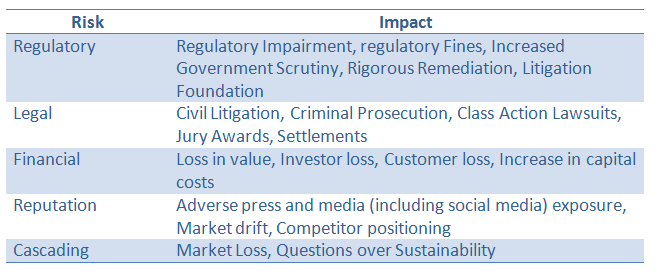 Risk Impact
Regulatory Regulatory Impairment, regulatory Fines, Increased
Government Scrutiny, Rigorous Remediation, Litigation
Foundation
Legal Civil Litigation, Criminal Prosecution, Class Action Lawsuits,
Jury Awards, Settlements
Financial Loss in value, Investor loss, Customer loss, Increase in capital
costs
Reputation Adverse press and media (including social media) exposure,
Market drift, Competitor positioning
Cascading Market Loss, Questions over Sustainability